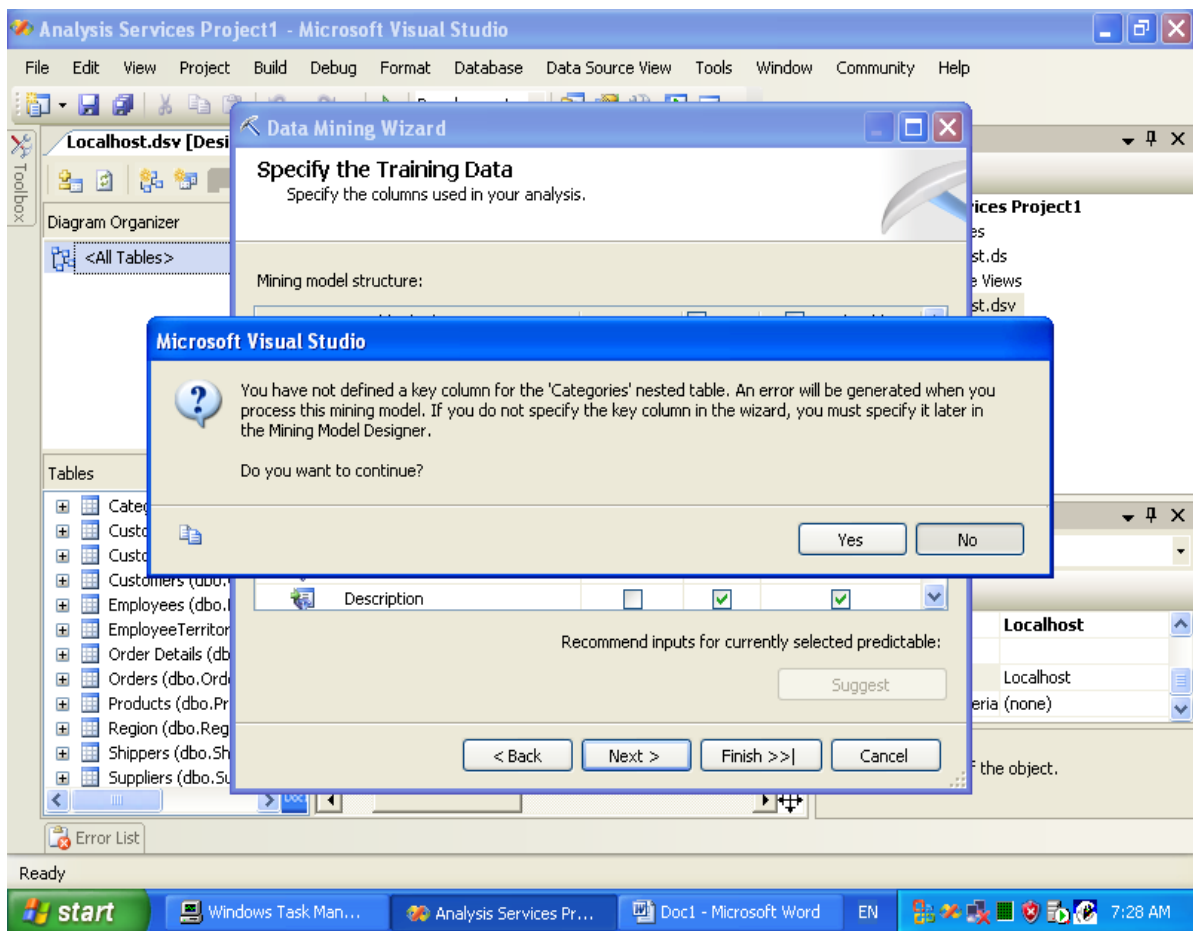 Analysis Services Project1 - Microsoft Visual Studio
File Edit View Project Build Debug Format Database Data Source View Tools Window Community Help
Toolbox
Localhost.dsv [Desi
Diagram Organizer
<All Tables>
Data Mining Wizard
Specify the Training Data
Specify the columns used in your analysis.
Mining model structure:
ices Project1
es
st.ds
e Views
st.dsv
Microsoft Visual Studio
You have not defined a key column for the 'Categories' nested table. An error will be generated when you
process this mining model. If you do not specify the key column in the wizard, you must specify it later in
the Mining Model Designer.
Do you want to continue?
Yes No
Tables
Categ
Custo
Custo
Customers (dbo.
Employees (dbo.
EmployeeTerritor
Order Details (db
Orders (dbo.Ord
Products (dbo.Pr
Region (dbo.Reg
Shippers (dbo.Sh
Suppliers (dbo.Su
Description
Recommend inputs for currently selected predictable:
Suggest
< Back Next > Finish >>| Cancel
Localhost
Localhost
eria (none)
the object.
Error List
Ready
start Windows Task Man... Analysis Services Pr... Doc1 - Microsoft Word EN 7:28 AM